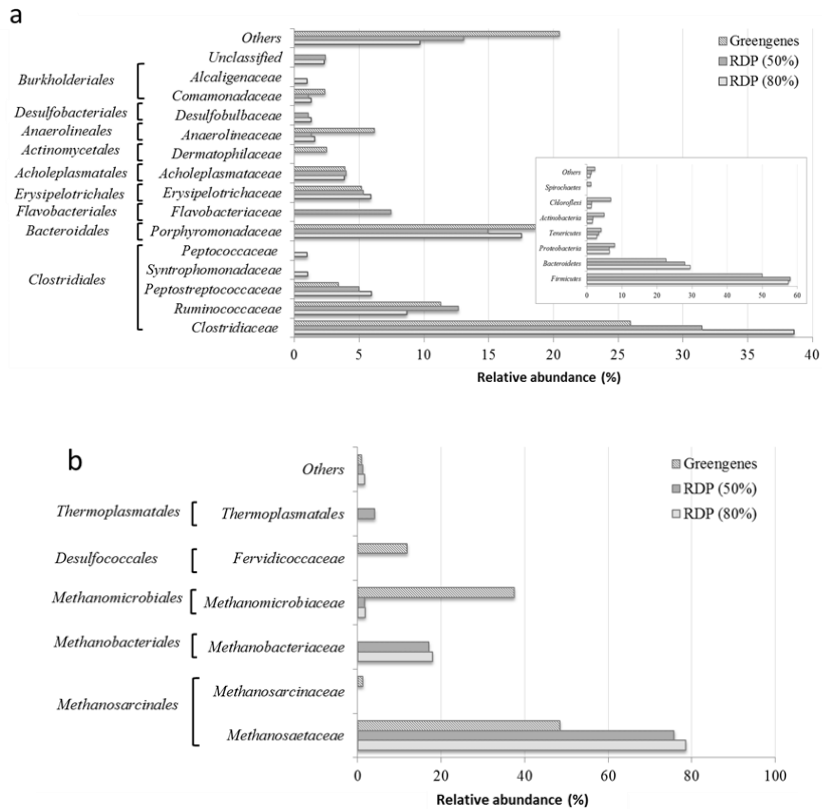 a
Others
Unclassified
Burkholderiales
Alcaligenaceae
Comamonadaceae
Desulfobacteriales
Desulfobulbaceae
Anaerolineales
Anaerolineaceae
Actinomycetales
Dermatophilaceae
Acholeplasmatales
Acholeplasmataceae
Erysipelotrichales
Erysipelotrichaceae
Flavobacteriales
Flavobacteriaceae
Bacteroidales
Porphyromonadaceae
Clostridiales
Peptococcaceae
Syntrophomonadaceae
Peptostreptococcaceae
Ruminococcaceae
Clostridiaceae
0 5 10 15 20 25 30 35 40
Relative abundance (%)
Greengenes
RDP (50%)
RDP (80%)
Others
Spirochaetes
Chloroflexi
Actinobacteria
Tenericutes
Proteobacteria
Bacteroidetes
Firmicutes
0 10 20 30 40 50 60
b
Others
Thermoplasmatales Thermoplasmatales
Desulfococcales Fervidicoccaceae
Methanomicrobiales Methanomicrobiaceae
Methanobacteriales Methanobacteriaceae
Methanosarcinales
Methanosarcinaceae
Methanosaetaceae
0 20 40 60 80 100
Relative abundance (%)
Greengenes
RDP (50%)
RDP (80%)